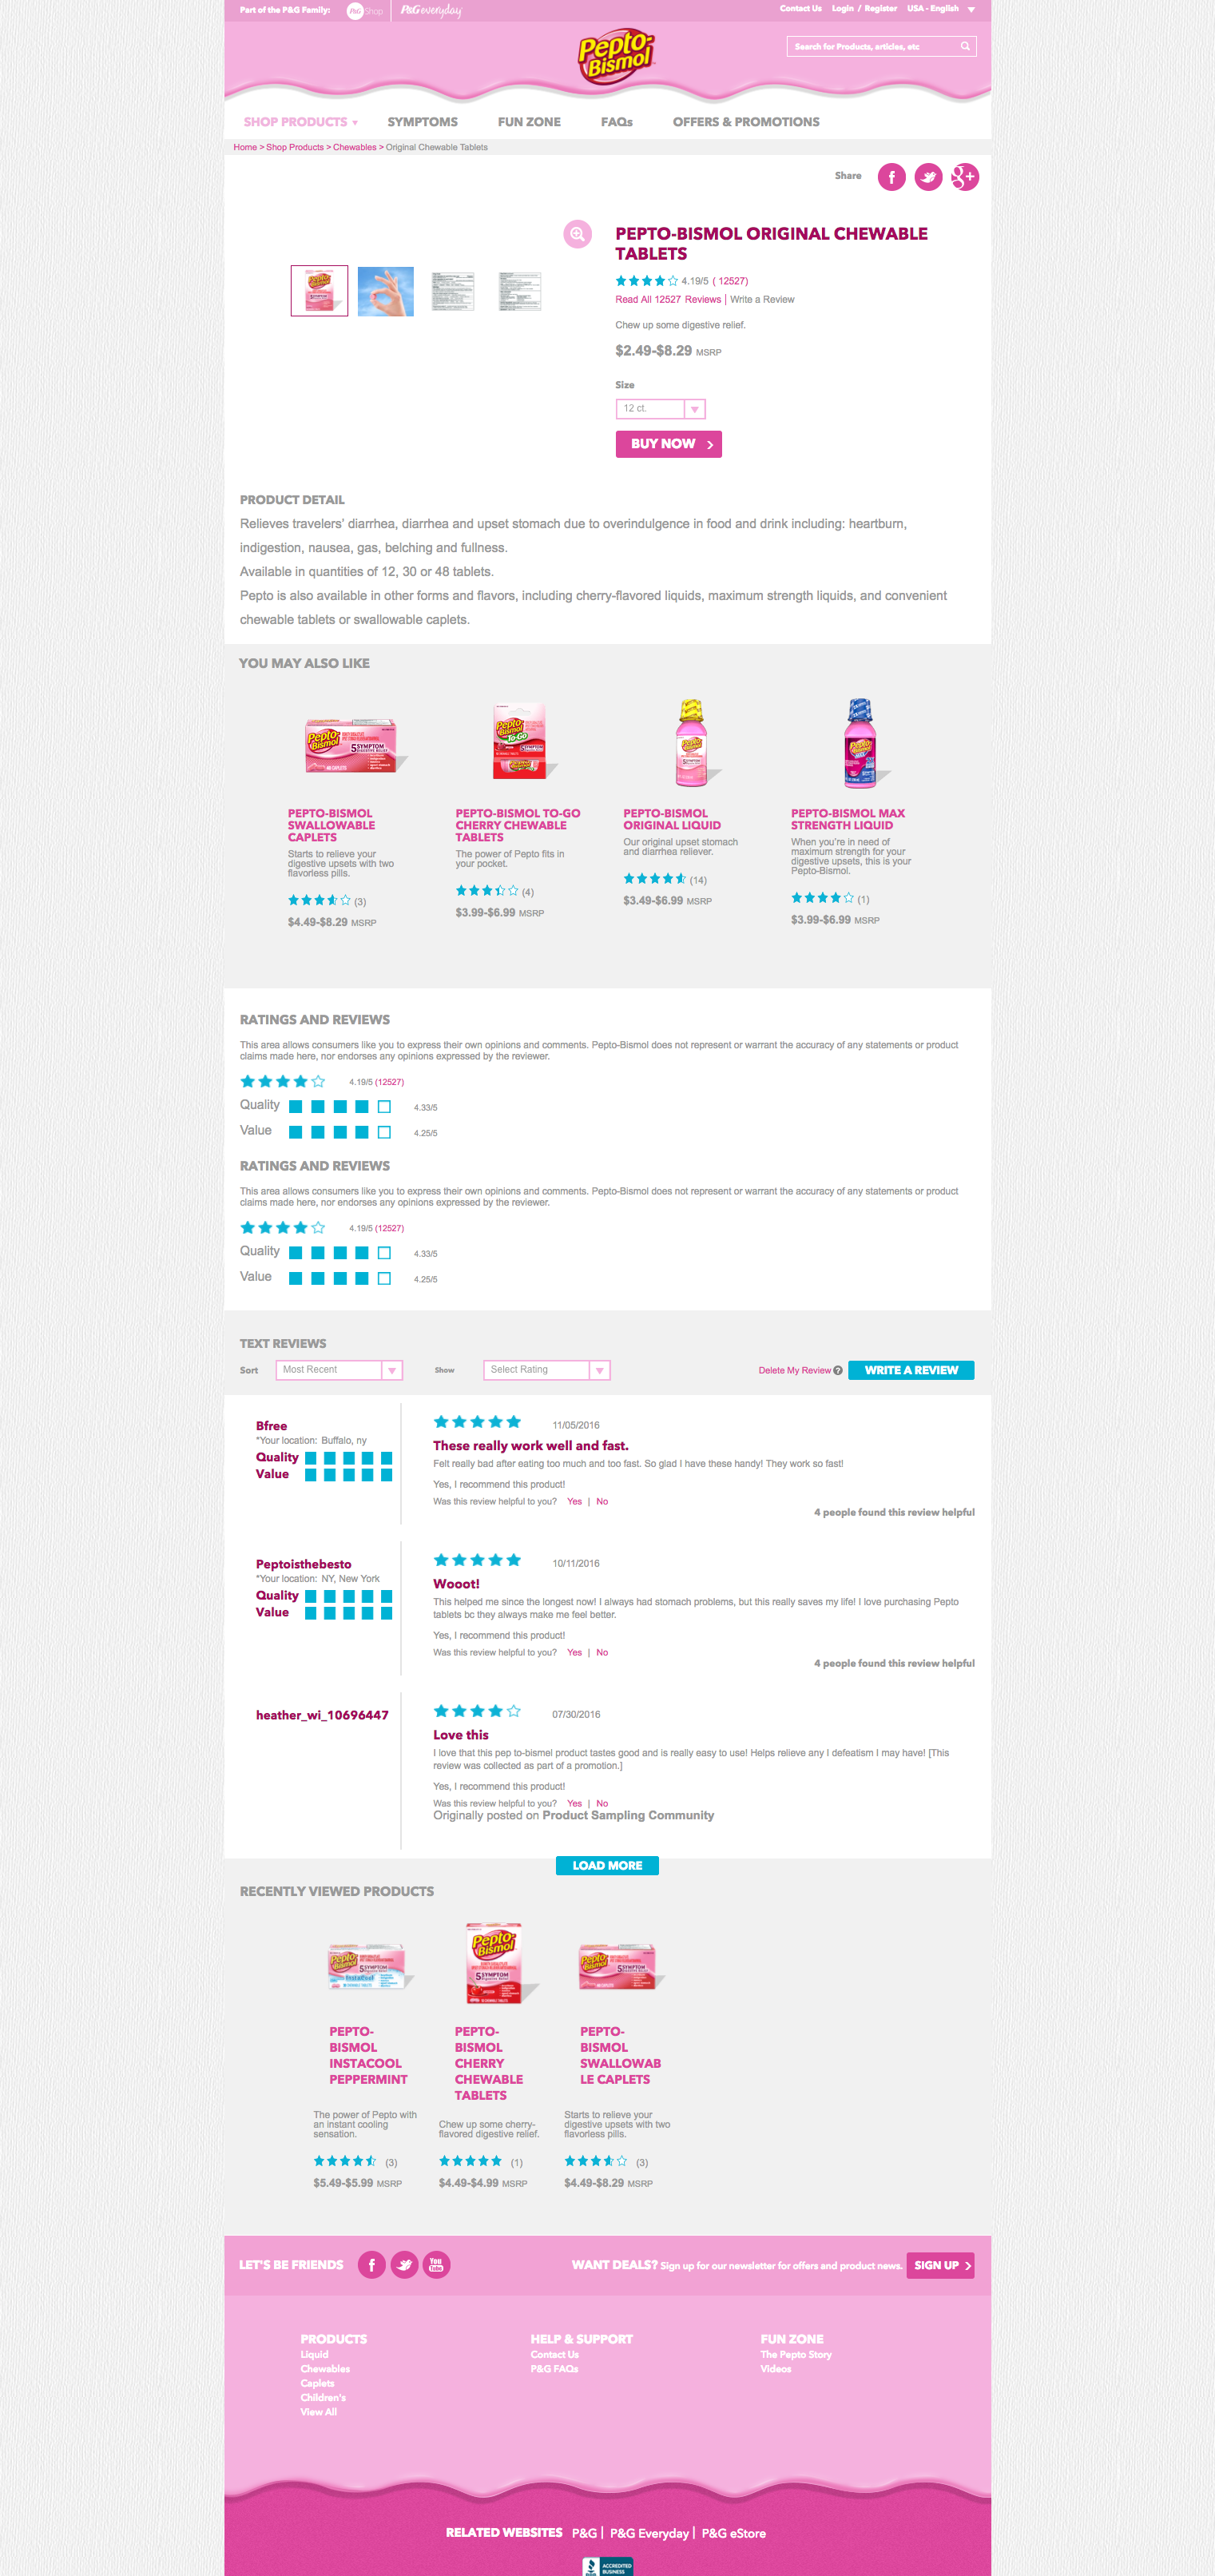 Part of the P&G Family:
P&G Shop
P&G everyday
Contact Us Login / Register USA - English
Pepto-Bismol
Search for Products, articles, etc
SHOP PRODUCTS SYMPTOMS FUN ZONE FAQs OFFERS & PROMOTIONS
Home > Shop Products > Chewables > Original Chewable Tablets
Share f g+
PEPTO-BISMOL ORIGINAL CHEWABLE
TABLETS
4.19/5 ( 12527)
Read All 12527 Reviews | Write a Review
Chew up some digestive relief.
$2.49-$8.29 MSRP
Size
12 ct.
BUY NOW >
PRODUCT DETAIL
Relieves travelers' diarrhea, diarrhea and upset stomach due to overindulgence in food and drink including: heartburn,
indigestion, nausea, gas, belching and fullness.
Available in quantities of 12, 30 or 48 tablets.
Pepto is also available in other forms and flavors, including cherry-flavored liquids, maximum strength liquids, and convenient
chewable tablets or swallowable caplets.
YOU MAY ALSO LIKE
Pepto-Bismol
5 SYMPTOM
Pepto-Bismol
To-Go
Pepto-Bismol
PEPTO-BISMOL
SWALLOWABLE
CAPLETS
Starts to relieve your
digestive upsets with two
flavorless pills.
(3)
$4.49-$8.29 MSRP
PEPTO-BISMOL TO-GO
CHERRY CHEWABLE
TABLETS
The power of Pepto fits in
your pocket.
(4)
$3.99-$6.99 MSRP
PEPTO-BISMOL
ORIGINAL LIQUID
Our original upset stomach
and diarrhea reliever.
(14)
$3.49-$6.99 MSRP
PEPTO-BISMOL MAX
STRENGTH LIQUID
When you're in need of
maximum strength for your
digestive upsets, this is your
Pepto-Bismol.
(1)
$3.99-$6.99 MSRP
RATINGS AND REVIEWS
This area allows consumers like you to express their own opinions and comments. Pepto-Bismol does not represent or warrant the accuracy of any statements or product
claims made here, nor endorses any opinions expressed by the reviewer.
4.19/5 (12527)
Quality 4.33/5
Value 4.25/5
RATINGS AND REVIEWS
This area allows consumers like you to express their own opinions and comments. Pepto-Bismol does not represent or warrant the accuracy of any statements or product
claims made here, nor endorses any opinions expressed by the reviewer.
4.19/5 (12527)
Quality 4.33/5
Value 4.25/5
TEXT REVIEWS
Sort Most Recent Show Select Rating Delete My Review ? WRITE A REVIEW
Bfree
*Your location: Buffalo, ny
Quality
Value
11/05/2016
These really work well and fast.
Felt really bad after eating too much and too fast. So glad I have these handy! They work so fast!
Yes, I recommend this product!
Was this review helpful to you? Yes | No
4 people found this review helpful
Peptoisthebesto
*Your location: NY, New York
Quality
Value
10/11/2016
Wooot!
This helped me since the longest now! I always had stomach problems, but this really saves my life! I love purchasing Pepto
tablets bc they always make me feel better.
Yes, I recommend this product!
Was this review helpful to you? Yes | No
4 people found this review helpful
heather_wi_10696447
07/30/2016
Love this
I love that this pep to-bismel product tastes good and is really easy to use! Helps relieve any I defeatism I may have! [This
review was collected as part of a promotion.]
Yes, I recommend this product!
Was this review helpful to you? Yes | No
Originally posted on Product Sampling Community
LOAD MORE
RECENTLY VIEWED PRODUCTS
Pepto-Bismol
5 SYMPTOM
InstaCool
Pepto-Bismol
5 SYMPTOM
Pepto-Bismol
5 SYMPTOM
PEPTO-
BISMOL
INSTACOOL
PEPPERMINT
The power of Pepto with
an instant cooling
sensation.
(3)
$5.49-$5.99 MSRP
PEPTO-
BISMOL
CHERRY
CHEWABLE
TABLETS
Chew up some cherry-
flavored digestive relief.
(1)
$4.49-$4.99 MSRP
PEPTO-
BISMOL
SWALLOWAB
LE CAPLETS
Starts to relieve your
digestive upsets with two
flavorless pills.
(3)
$4.49-$8.29 MSRP
LET'S BE FRIENDS f You Tube
WANT DEALS? Sign up for our newsletter for offers and product news. SIGN UP >
PRODUCTS
Liquid
Chewables
Caplets
Children's
View All
HELP & SUPPORT
Contact Us
P&G FAQs
FUN ZONE
The Pepto Story
Videos
RELATED WEBSITES P&G | P&G Everyday | P&G eStore
ACCREDITED
BUSINESS